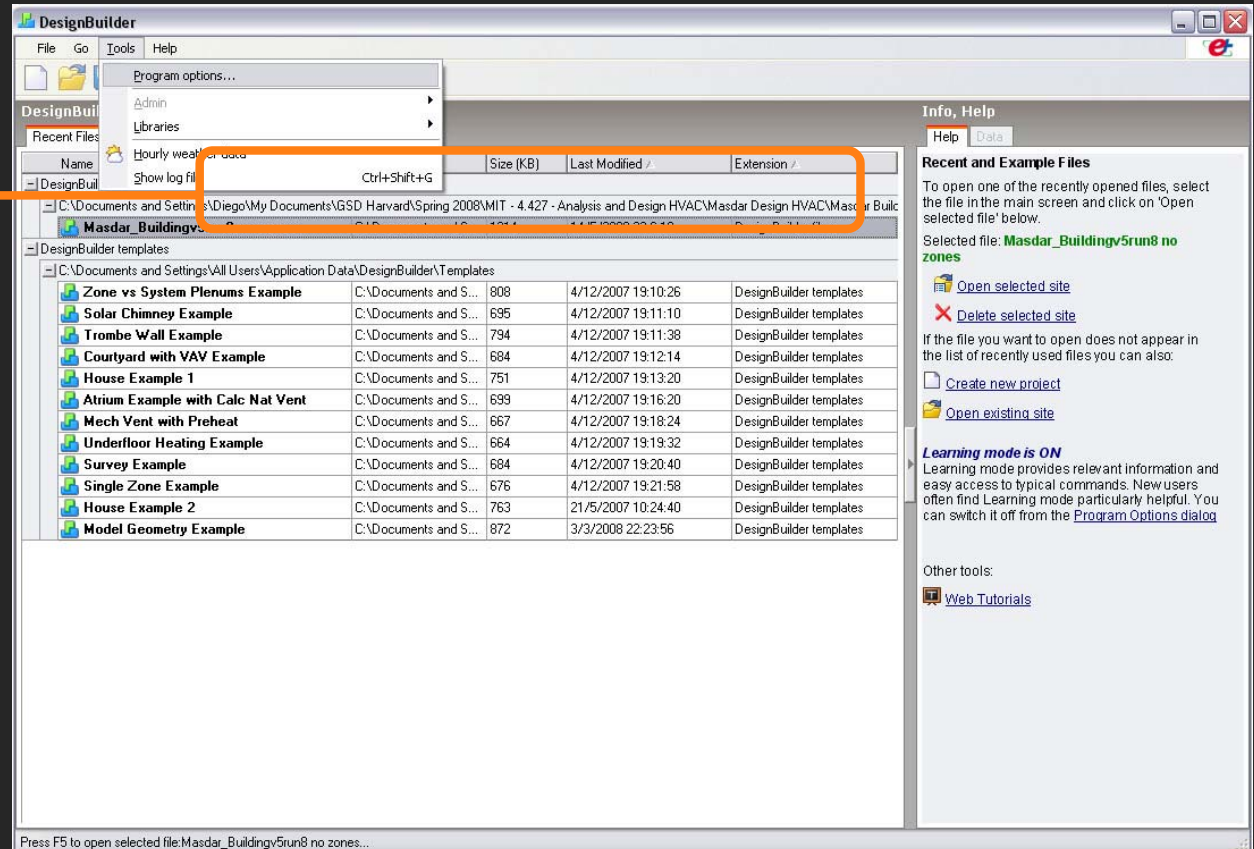 DesignBuilder
File Go Tools Help
Program options...
Admin
Libraries
Hourly weather data
Show log fil Ctrl+Shift+G
DesignBuil
Recent Files
Name Size (KB) Last Modified Extension
DesignBuil
C:\Documents and Settings\Diego\My Documents\GSD Harvard\Spring 2008\MIT - 4.427 - Analysis and Design HVAC\Masdar Design HVAC\Masdar Builc
DesignBuilder templates
C:\Documents and Settings\All Users\Application Data\DesignBuilder\Templates
Zone vs System Plenums Example C:\Documents and S... 808 4/12/2007 19:10:26 DesignBuilder templates
Solar Chimney Example C:\Documents and S... 695 4/12/2007 19:11:10 DesignBuilder templates
Trombe Wall Example C:\Documents and S... 794 4/12/2007 19:11:38 DesignBuilder templates
Courtyard with VAV Example C:\Documents and S... 684 4/12/2007 19:12:14 DesignBuilder templates
House Example 1 C:\Documents and S... 751 4/12/2007 19:13:20 DesignBuilder templates
Atrium Example with Calc Nat Vent C:\Documents and S... 699 4/12/2007 19:16:20 DesignBuilder templates
Mech Vent with Preheat C:\Documents and S... 667 4/12/2007 19:18:24 DesignBuilder templates
Underfloor Heating Example C:\Documents and S... 664 4/12/2007 19:19:32 DesignBuilder templates
Survey Example C:\Documents and S... 684 4/12/2007 19:20:40 DesignBuilder templates
Single Zone Example C:\Documents and S... 676 4/12/2007 19:21:58 DesignBuilder templates
House Example 2 C:\Documents and S... 763 21/5/2007 10:24:40 DesignBuilder templates
Model Geometry Example C:\Documents and S... 872 3/3/2008 22:23:56 DesignBuilder templates
Info, Help
Help Data
Recent and Example Files
To open one of the recently opened files, select
the file in the main screen and click on 'Open
selected file' below.
Selected file: Masdar_Buildingv5run8 no
zones
Open selected site
Delete selected site
If the file you want to open does not appear in
the list of recently used files you can also:
Create new project
Open existing site
Learning mode is ON
Learning mode provides relevant information and
easy access to typical commands. New users
often find Learning mode particularly helpful. You
can switch it off from the Program Options dialog
Other tools:
Web Tutorials
Press F5 to open selected file:Masdar_Buildingv5run8 no zones...